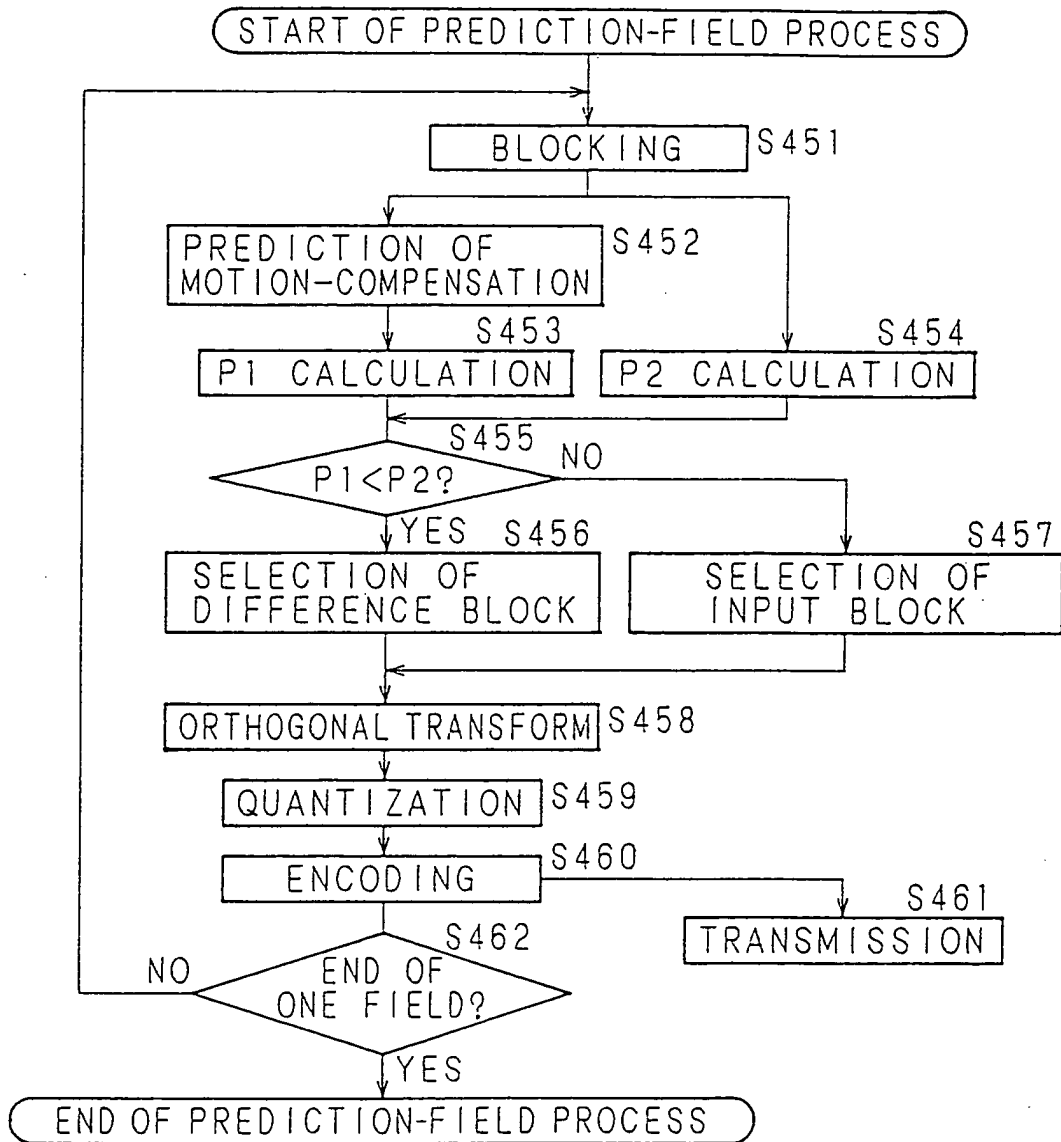 START OF PREDICTION-FIELD PROCESS
BLOCKING
S451
PREDICTION OF
MOTION-COMPENSATION
S452
S453
P1 CALCULATION
S454
P2 CALCULATION
S455
P1<P2?
NO
YES
S456
SELECTION OF
DIFFERENCE BLOCK
S457
SELECTION OF
INPUT BLOCK
ORTHOGONAL TRANSFORM
S458
QUANTIZATION
S459
ENCODING
S460
S461
TRANSMISSION
S462
END OF
ONE FIELD?
NO
YES
END OF PREDICTION-FIELD PROCESS